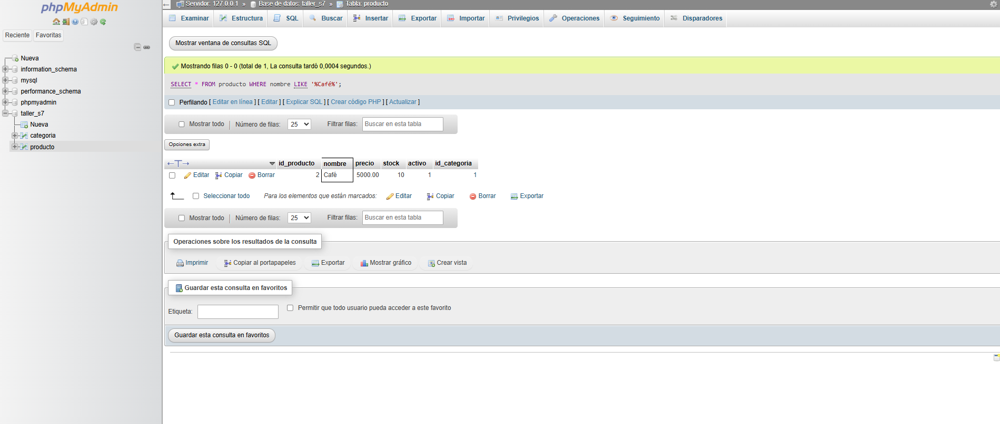 phpMyAdmin
Reciente Favoritas
Nueva
information_schema
mysql
performance_schema
phpmyadmin
taller_s7
Nueva
categoria
producto
Servidor: 127.0.0.1 » Base de datos: taller_s7 » Tabla: producto
Examinar Estructura SQL Buscar Insertar Exportar Importar Privilegios Operaciones Seguimiento Disparadores
Mostrar ventana de consultas SQL
Mostrando filas 0 - 0 (total de 1, La consulta tardó 0,0004 segundos.)
SELECT * FROM producto WHERE nombre LIKE '%Café%';
Perfilando [ Editar en línea ] [ Editar ] [ Explicar SQL ] [ Crear código PHP ] [ Actualizar ]
Mostrar todo | Número de filas: 25 Filtrar filas: Buscar en esta tabla
Opciones extra
←T→ id_producto nombre precio stock activo id_categoria
Editar Copiar Borrar 2 Café 5000.00 10 1 1
Seleccionar todo Para los elementos que están marcados: Editar Copiar Borrar Exportar
Mostrar todo | Número de filas: 25 Filtrar filas: Buscar en esta tabla
Operaciones sobre los resultados de la consulta
Imprimir Copiar al portapapeles Exportar Mostrar gráfico Crear vista
Guardar esta consulta en favoritos
Etiqueta: Permitir que todo usuario pueda acceder a este favorito
Guardar esta consulta en favoritos